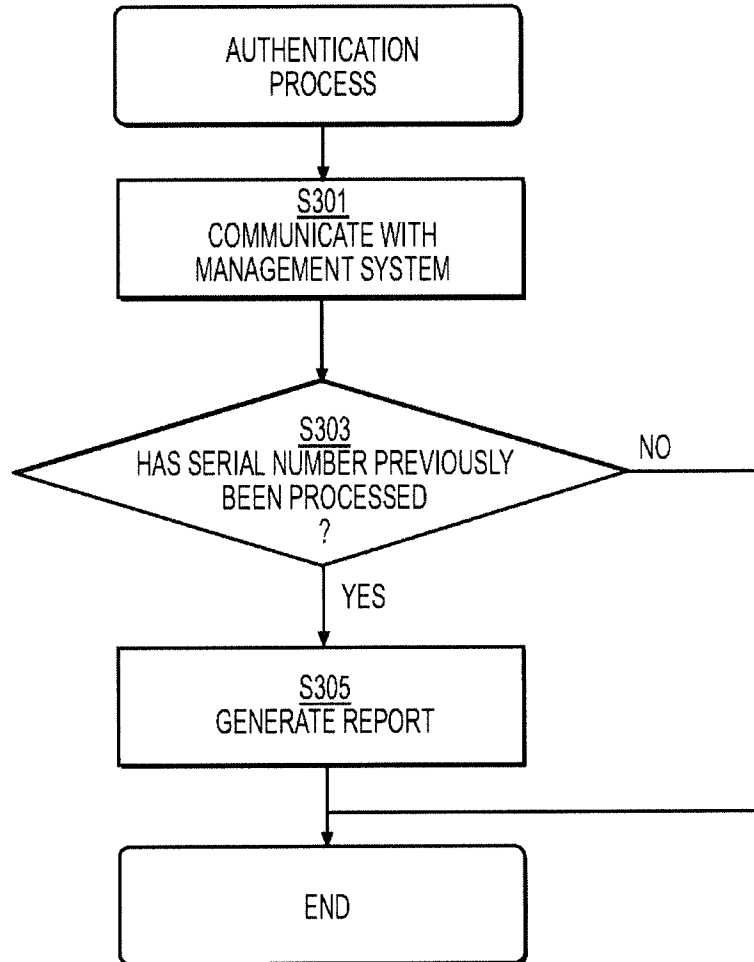 AUTHENTICATION
PROCESS
S301
COMMUNICATE WITH
MANAGEMENT SYSTEM
S303
HAS SERIAL NUMBER PREVIOUSLY
BEEN PROCESSED
?
NO
YES
S305
GENERATE REPORT
END